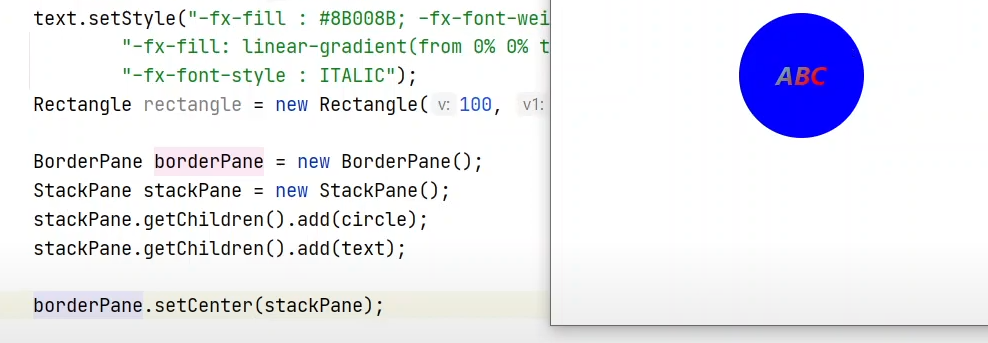 text.setStyle("-fx-fill : #8B008B; -fx-font-wei
"-fx-fill: linear-gradient(from 0% 0% t
"-fx-font-style : ITALIC");
Rectangle rectangle = new Rectangle( v: 100, v1:
BorderPane borderPane = new BorderPane();
StackPane stackPane = new StackPane();
stackPane.getChildren().add(circle);
stackPane.getChildren().add(text);
borderPane.setCenter(stackPane);
ABC